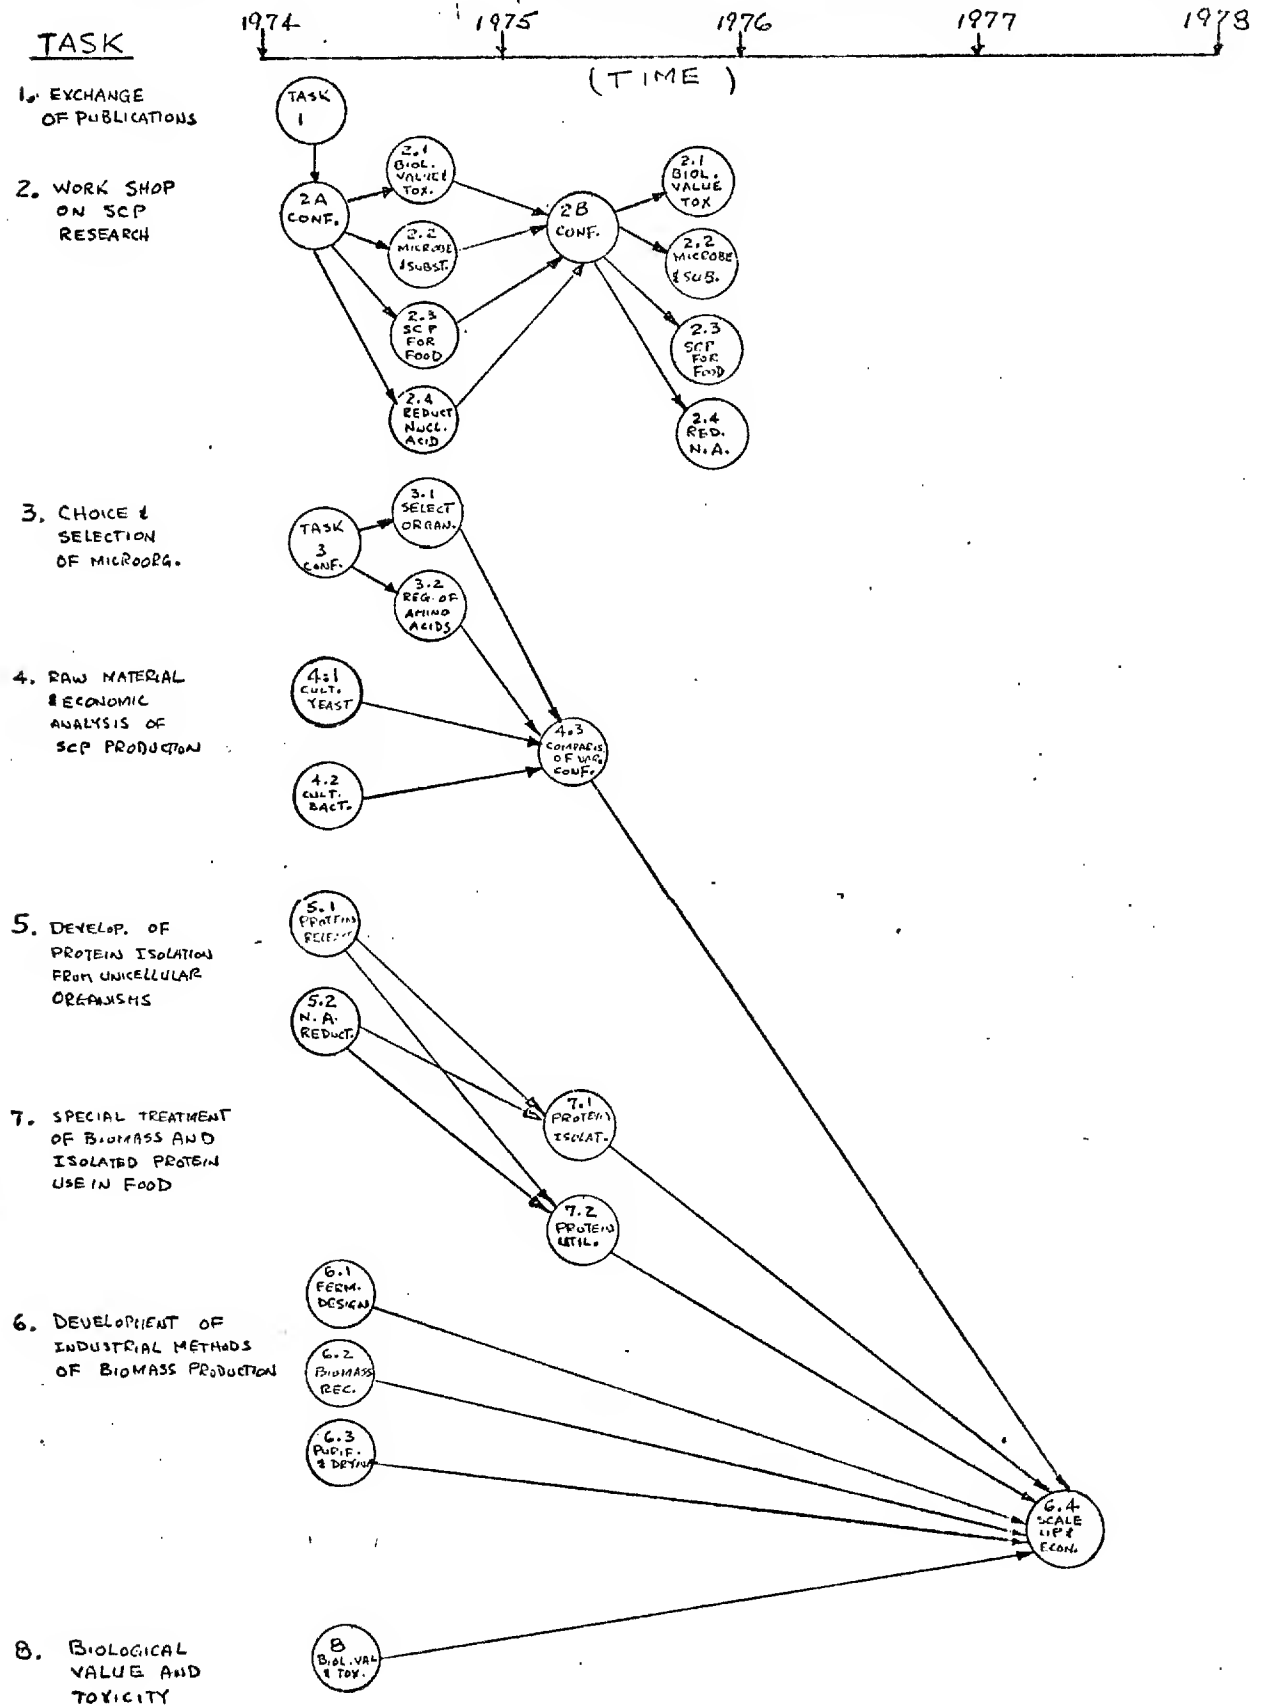 1974 1975 1976 1977 1978
TASK
(TIME)
1. EXCHANGE
OF PUBLICATIONS
TASK
1
2. WORK SHOP
ON SCP
RESEARCH
2A
CONF.
2.1
BIOL.
VALUE &
TOX.
2.2
MICROBE
& SUBST.
2.3
SCP
FOR
FOOD
2.4
REDUCT
NUCL.
ACID
2B
CONF.
2.1
BIOL.
VALUE
TOX
2.2
MICROBE
& SUB.
2.3
SCP
FOR
FOOD
2.4
RED.
N.A.
3. CHOICE &
SELECTION
OF MICROORG.
TASK
3
CONF.
3.1
SELECT
ORGAN.
3.2
REG. OF
AMINO
ACIDS
4. RAW MATERIAL
& ECONOMIC
ANALYSIS OF
SCP PRODUCTION
4.1
CULT.
YEAST
4.2
CULT.
BACT.
4.3
COMPARIS.
OF VAR.
CONF.
5. DEVELOP. OF
PROTEIN ISOLATION
FROM UNICELLULAR
ORGANISMS
5.1
PROTEIN
5.2
N.A.
REDUCT.
7. SPECIAL TREATMENT
OF BIOMASS AND
ISOLATED PROTEIN
USE IN FOOD
7.1
PROTEIN
ISOLAT.
7.2
PROTEIN
UTIL.
6. DEVELOPMENT OF
INDUSTRIAL METHODS
OF BIOMASS PRODUCTION
6.1
FERM.
DESIGN
6.2
BIOMASS
REC.
6.3
PURIF.
& DRYING
6.4
SCALE
UP &
ECON.
8. BIOLOGICAL
VALUE AND
TOXICITY
8
BIOL. VAL
& TOX.